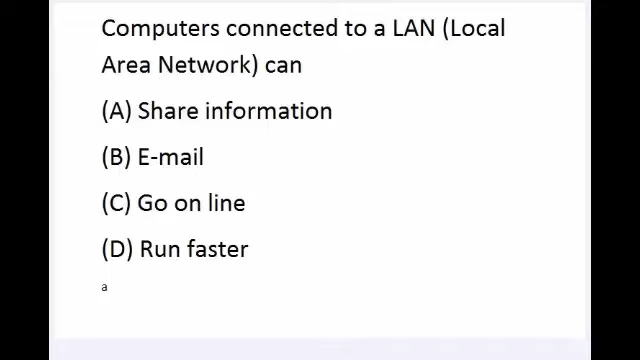 Computers connected to a LAN (Local
Area Network) can
(A) Share information
(B) E-mail
(C) Go on line
(D) Run faster
a